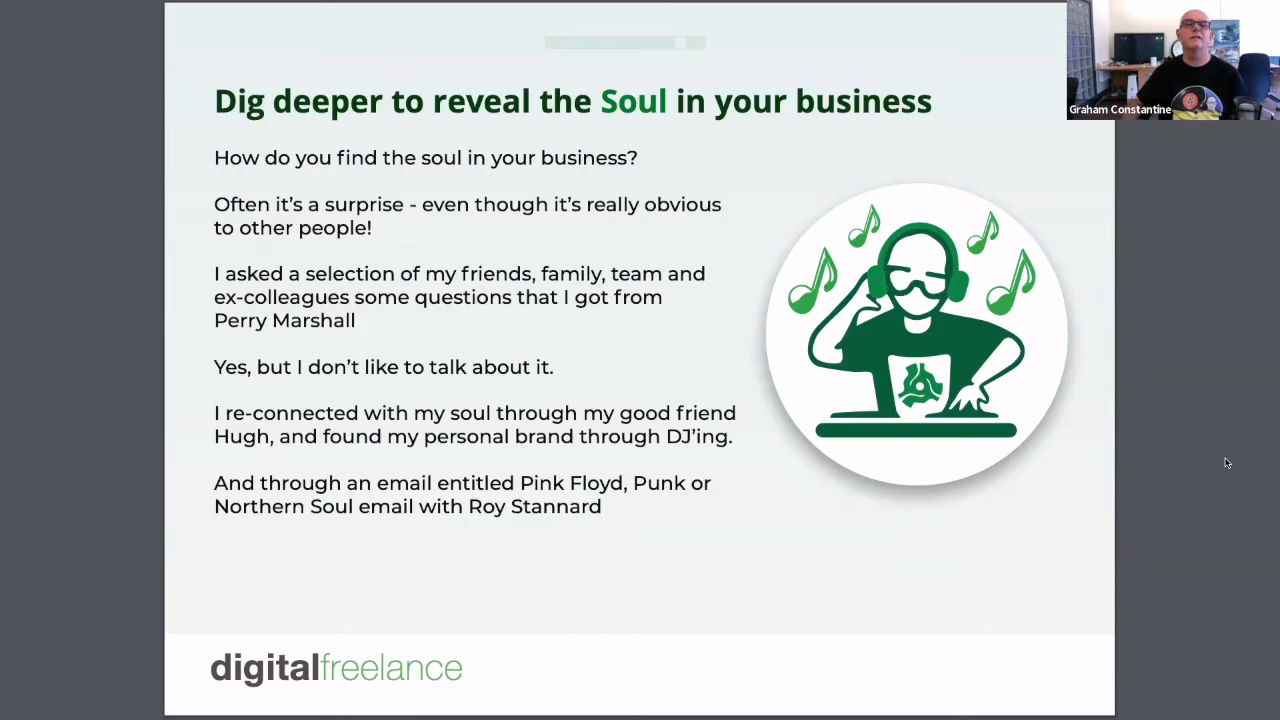 Dig deeper to reveal the Soul in your business
Graham Constantine
How do you find the soul in your business?
Often it’s a surprise - even though it’s really obvious
to other people!
I asked a selection of my friends, family, team and
ex-colleagues some questions that I got from
Perry Marshall
Yes, but I don’t like to talk about it.
I re-connected with my soul through my good friend
Hugh, and found my personal brand through DJ’ing.
And through an email entitled Pink Floyd, Punk or
Northern Soul email with Roy Stannard
digitalfreelance